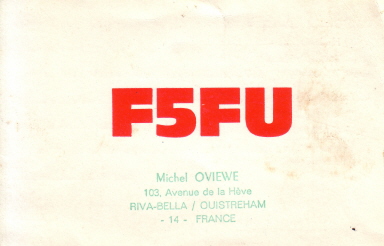 F5FU
Michel OVIEWE
103, Avenue de la Hève
RIVA-BELLA / OUISTREHAM
- 14 - FRANCE